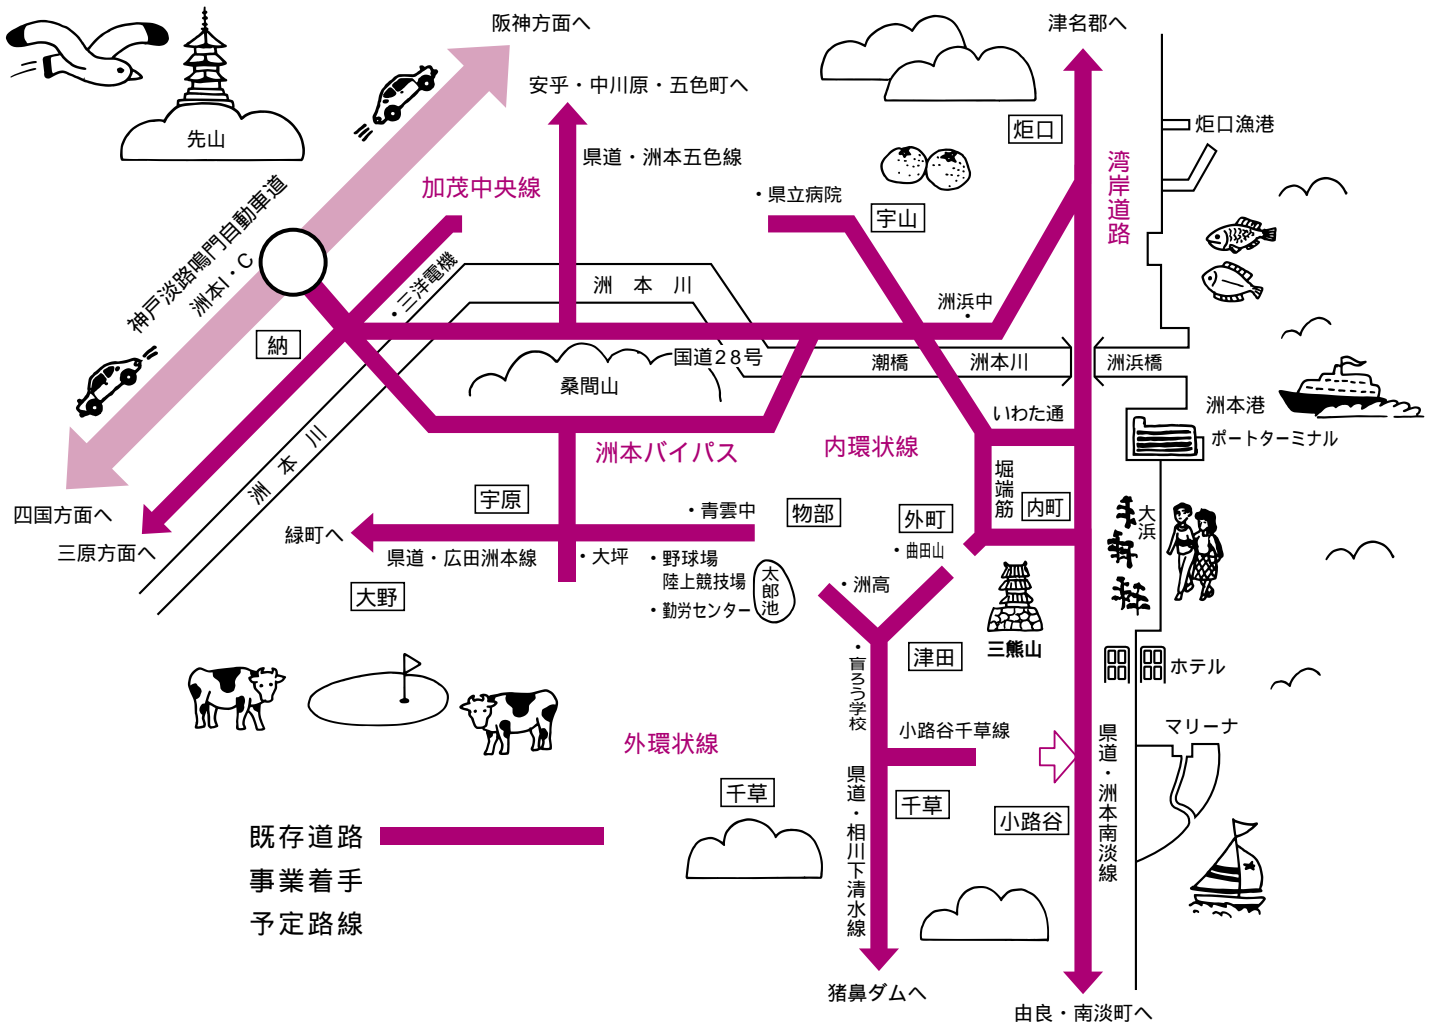 阪神方面へ
津名郡へ
安乎・中川原・五色町へ
先山
炬口
炬口漁港
県道・洲本五色線
湾岸道路
加茂中央線
・県立病院
宇山
神戸淡路鳴門自動車道
洲本I・C
・三洋電機
洲本川
洲浜中
・
納
国道28号
潮橋
洲本川
洲浜橋
桑間山
洲本港
いわた通
ポートターミナル
洲本バイパス
内環状線
洲本川
堀端筋
宇原
内町
四国方面へ
・青雲中
物部
外町
大浜
三原方面へ
緑町へ
県道・広田洲本線
・大坪
・野球場
陸上競技場
・勤労センター
太郎池
・曲田山
・洲高
大野
三熊山
津田
・盲ろう学校
ホテル
外環状線
小路谷千草線
マリーナ
県道・洲本南淡線
県道・相川下清水線
千草
千草
小路谷
既存道路
事業着手
予定路線
猪鼻ダムへ
由良・南淡町へ